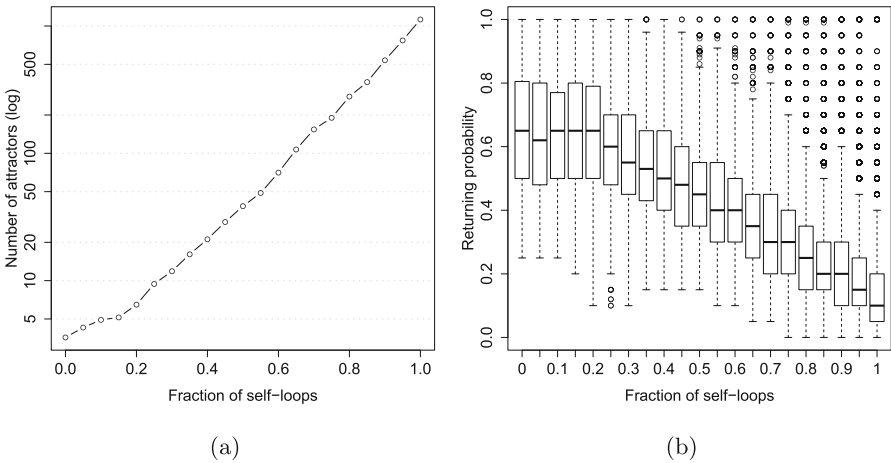 Number of attractors (log)
500
100
50
20
10
5
0.0 0.2 0.4 0.6 0.8 1.0
Fraction of self−loops
(a)
Returning probability
1.0
0.8
0.6
0.4
0.2
0.0
0 0.1 0.2 0.3 0.4 0.5 0.6 0.7 0.8 0.9 1
Fraction of self−loops
(b)